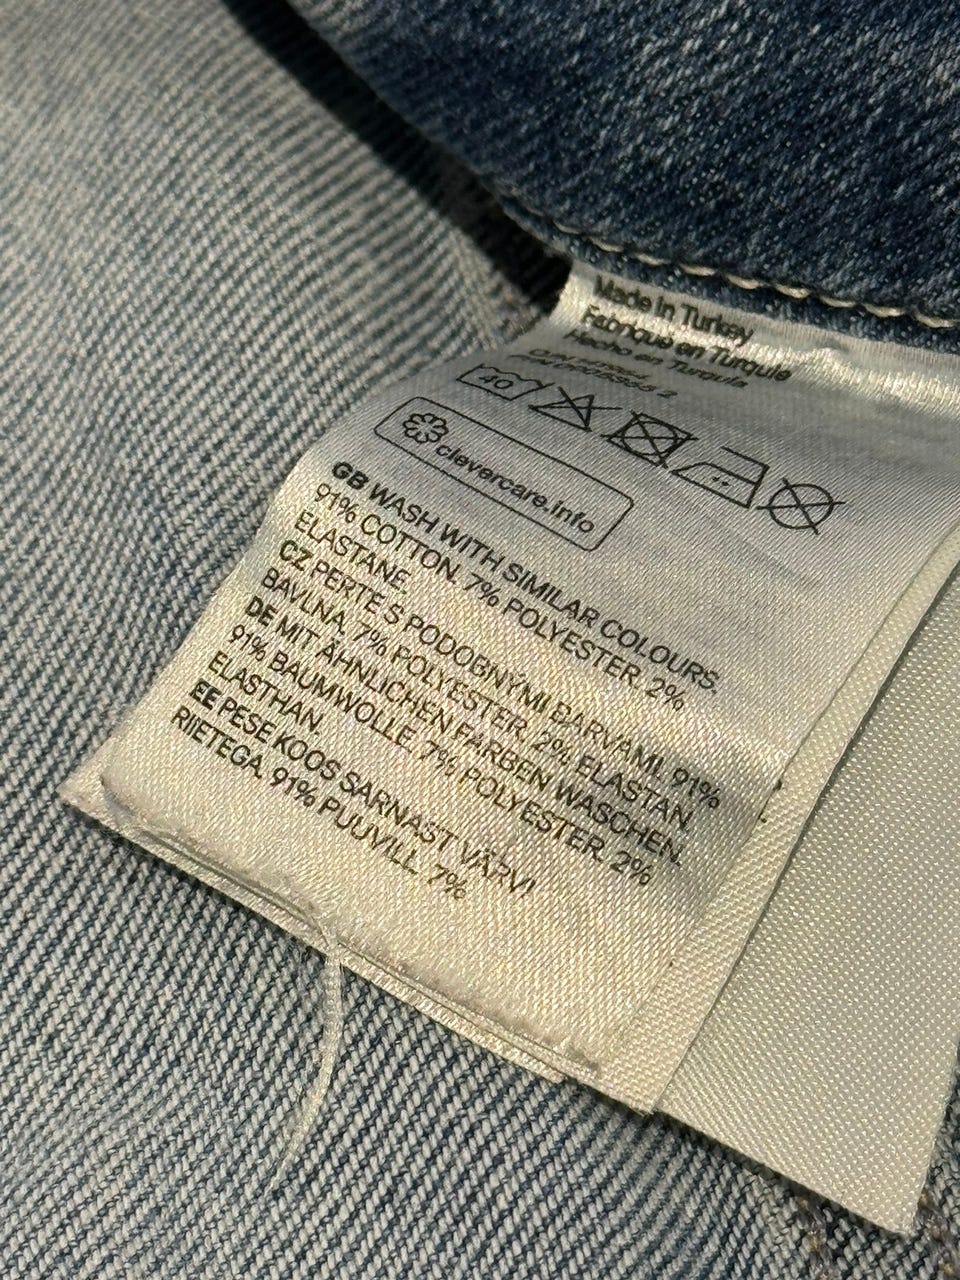 Made in Turkey
Fabriqué en Turquie
Hecho en Turquía
40
clevercare.info
GB WASH WITH SIMILAR COLOURS.
91% COTTON. 7% POLYESTER. 2%
ELASTANE.
CZ PERTE S PODOBNÝMI BARVAMI. 91%
BAVLNA, 7% POLYESTER. 2% ELASTAN.
DE MIT ÄHNLICHEN FARBEN WASCHEN.
91% BAUMWOLLE. 7% POLYESTER. 2%
ELASTHAN.
EE PESE KOOS SARNAST VÄRVI
RIIETEGA. 91% PUUVILL. 7%